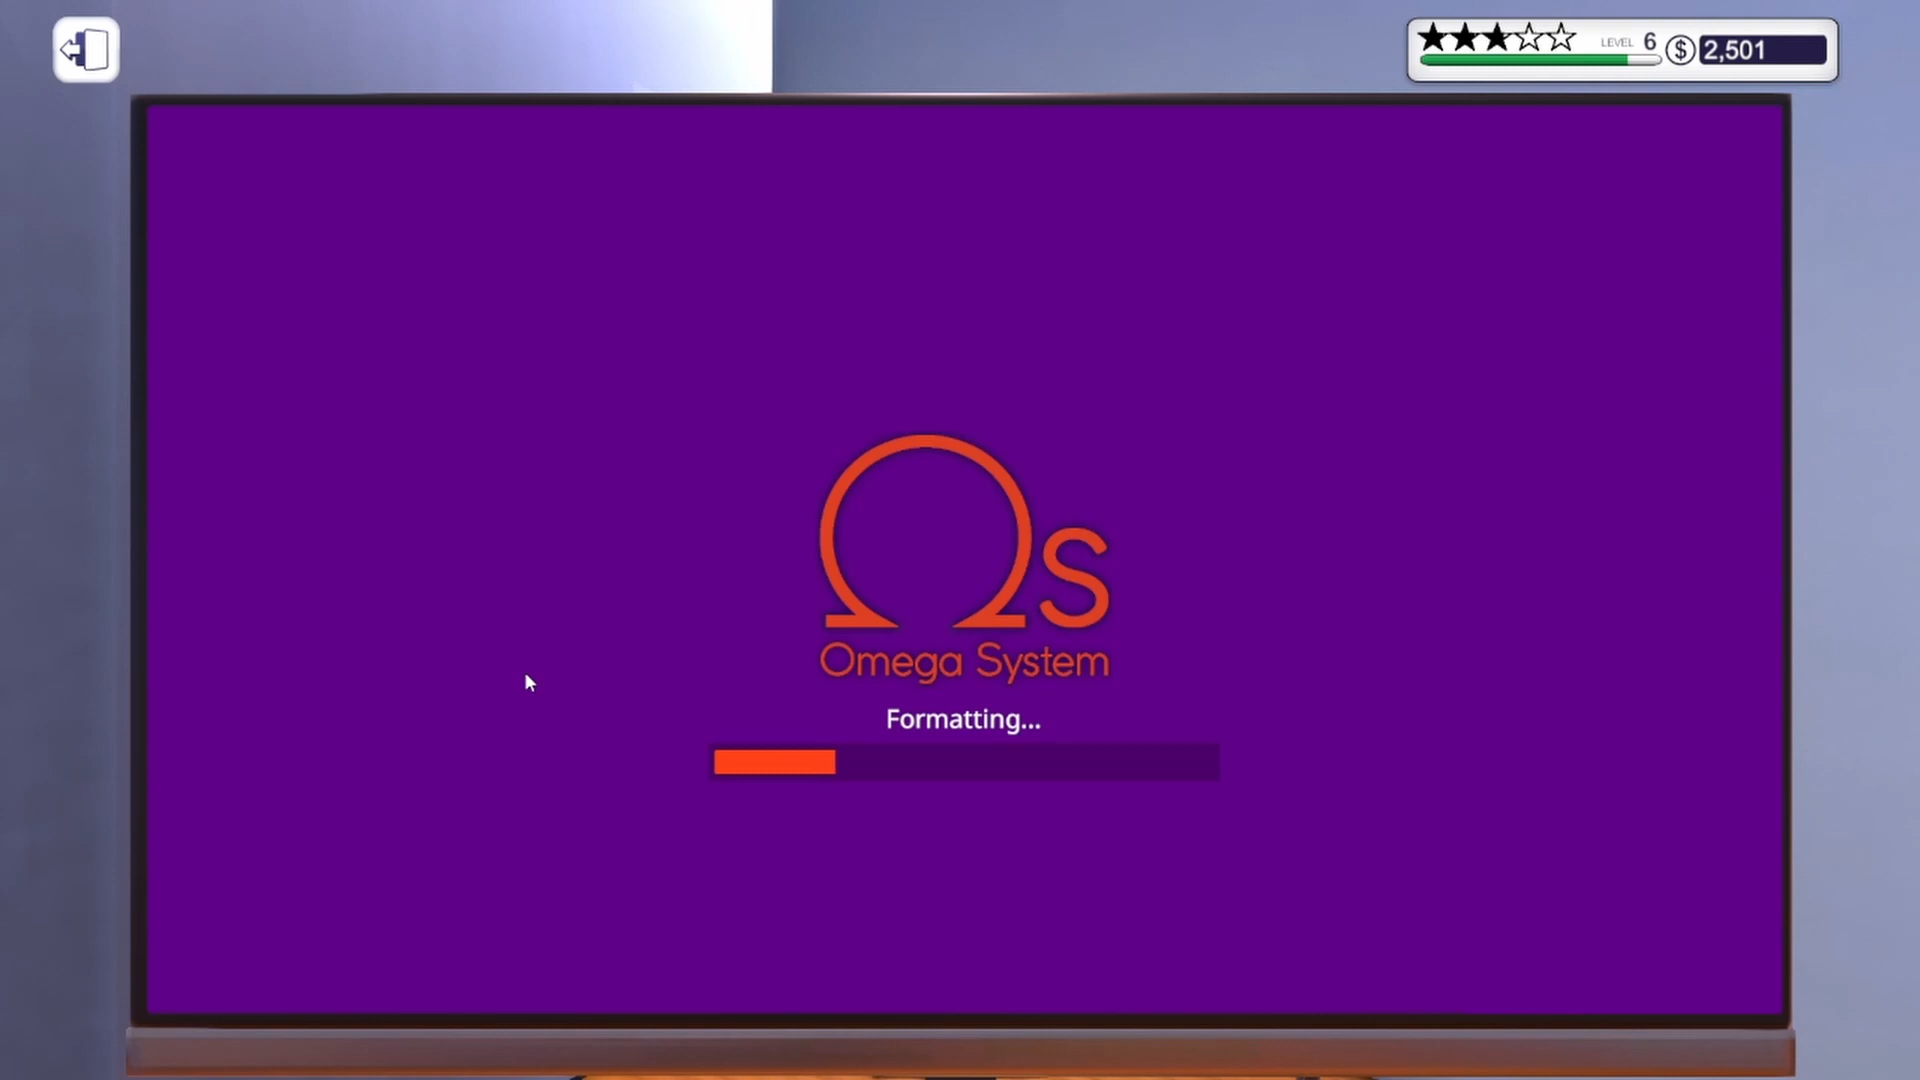 LEVEL 6 $ 2,501
Ωs
Omega System
Formatting...